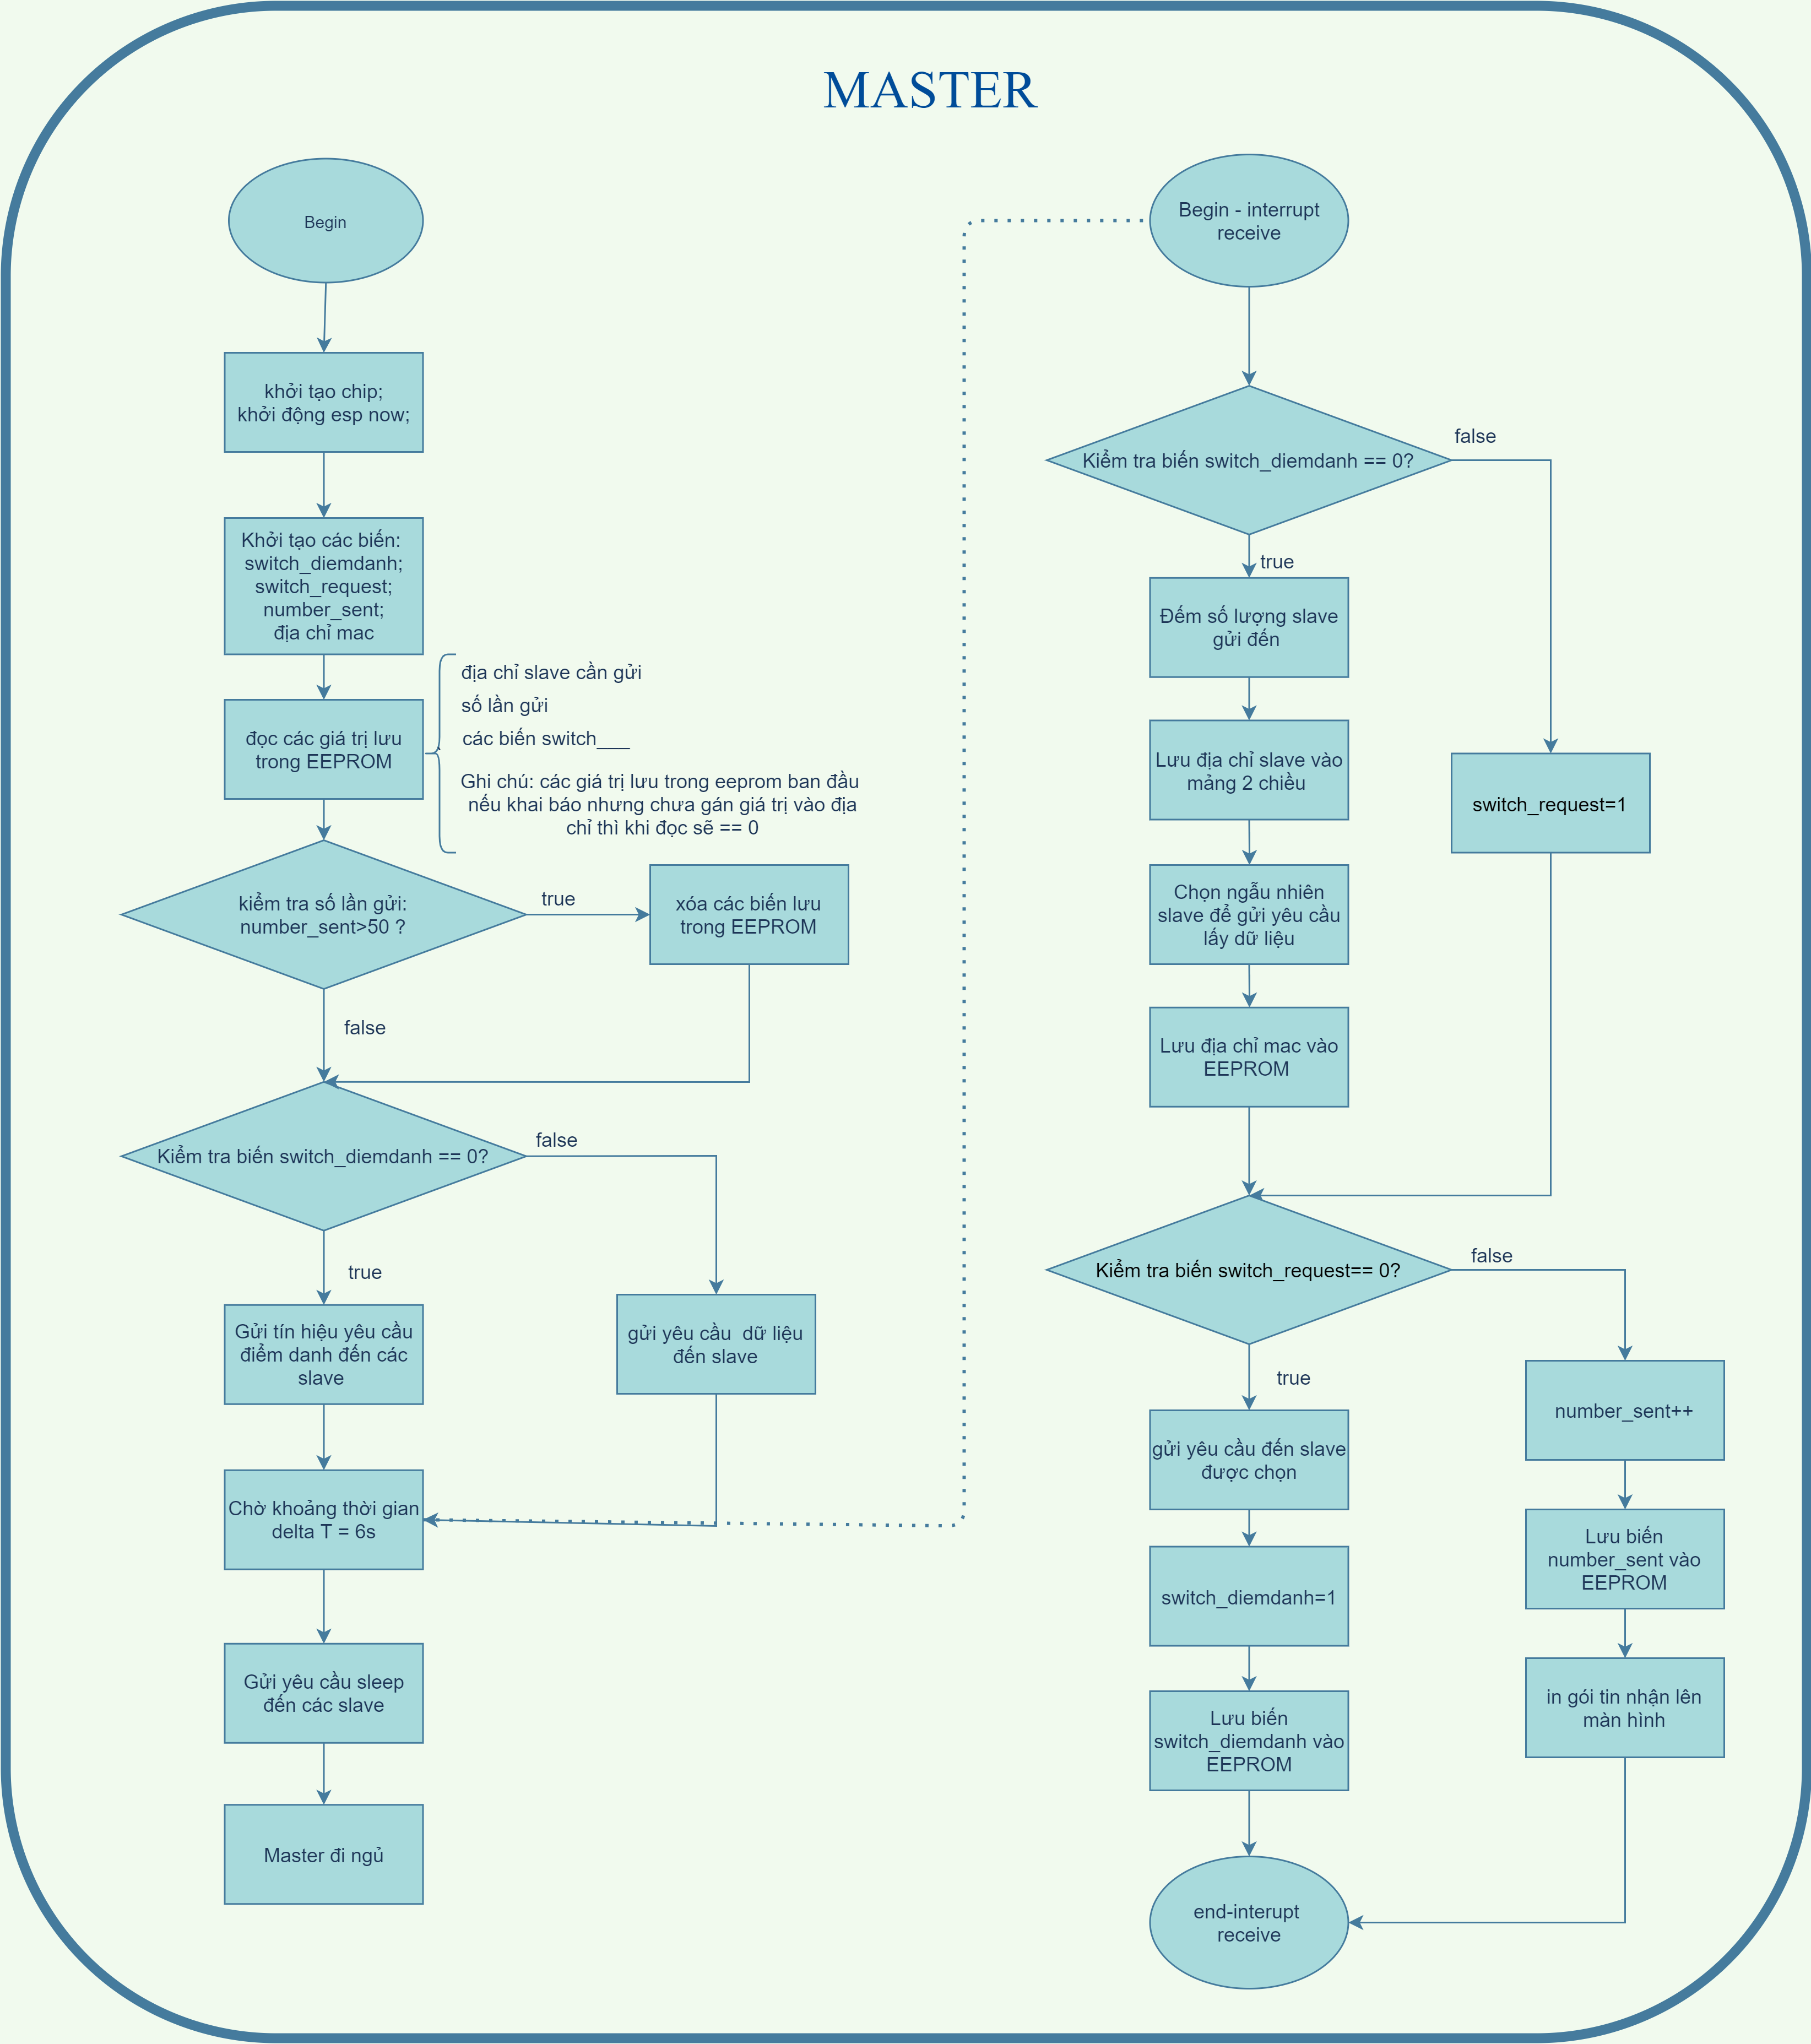 MASTER
Begin
khởi tạo chip;
khởi động esp now;
Khởi tạo các biến:
switch_diemdanh;
switch_request;
number_sent;
địa chỉ mac
đọc các giá trị lưu
trong EEPROM
địa chỉ slave cần gửi
số lần gửi
các biến switch___
Ghi chú: các giá trị lưu trong eeprom ban đầu
nếu khai báo nhưng chưa gán giá trị vào địa
chỉ thì khi đọc sẽ == 0
kiểm tra số lần gửi:
number_sent>50 ?
true
xóa các biến lưu
trong EEPROM
false
Kiểm tra biến switch_diemdanh == 0?
false
true
Gửi tín hiệu yêu cầu
điểm danh đến các
slave
gửi yêu cầu  dữ liệu
đến slave
Chờ khoảng thời gian
delta T = 6s
Gửi yêu cầu sleep
đến các slave
Master đi ngủ
Begin - interrupt
receive
Kiểm tra biến switch_diemdanh == 0?
false
true
Đếm số lượng slave
gửi đến
Lưu địa chỉ slave vào
mảng 2 chiều
switch_request=1
Chọn ngẫu nhiên
slave để gửi yêu cầu
lấy dữ liệu
Lưu địa chỉ mac vào
EEPROM
Kiểm tra biến switch_request== 0?
false
true
gửi yêu cầu đến slave
được chọn
number_sent++
switch_diemdanh=1
Lưu biến
number_sent vào
EEPROM
Lưu biến
switch_diemdanh vào
EEPROM
in gói tin nhận lên
màn hình
end-interupt
receive